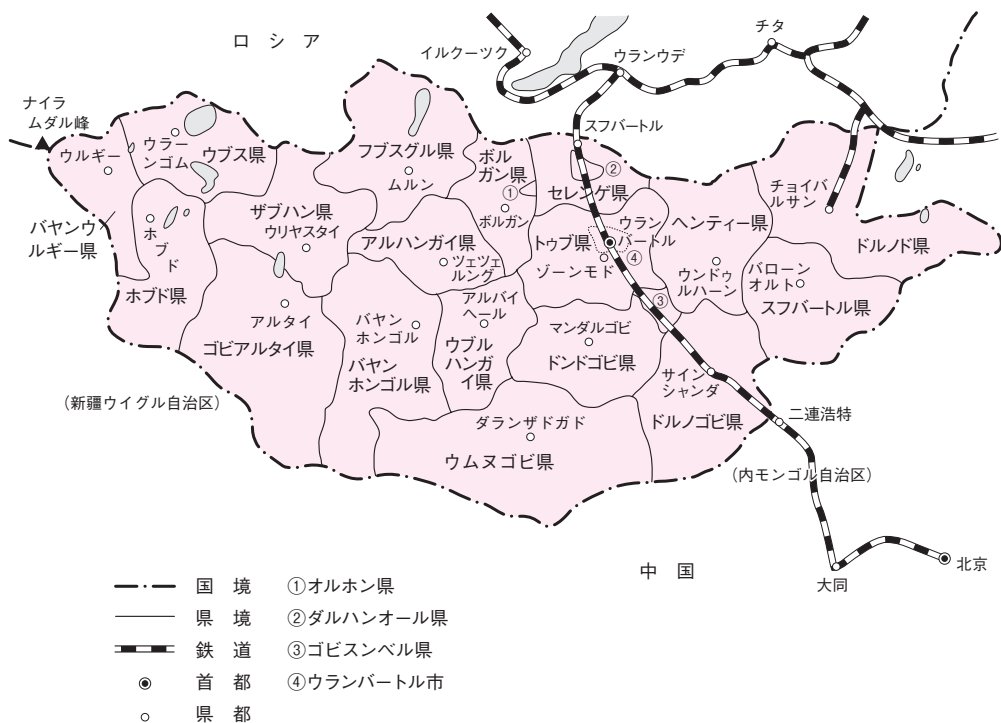 ロシア
イルクーツク
ウランウデ
チタ
ナイラ
ムダル峰
ウルギー
ウラー
ンゴム
ウブス県
フブスグル県
ムルン
ボル
ガン県
①
ボルガン
スフバートル
②
セレンゲ県
チョイバ
ルサン
バヤンウ
ルギー県
ホブド
ザブハン県
ウリヤスタイ
アルハンガイ県
ツェツェ
ルング
トゥブ県
ウラン
バートル
④
ゾーンモド
ヘンティー県
ウンドゥ
ルハーン
バローン
オルト
ドルノド県
スフバートル県
ホブド県
アルタイ
ゴビアルタイ県
バヤン
ホンゴル
バヤン
ホンゴル県
アルバイ
ヘール
ウブル
ハンガ
イ県
マンダルゴビ
ドンドゴビ県
③
サイン
シャンダ
ドルノゴビ県
(新疆ウイグル自治区)
ダランザドガド
ウムヌゴビ県
二連浩特
(内モンゴル自治区)
中国
大同
北京
国境 ①オルホン県
県境 ②ダルハンオール県
鉄道 ③ゴビスンベル県
首都 ④ウランバートル市
県都